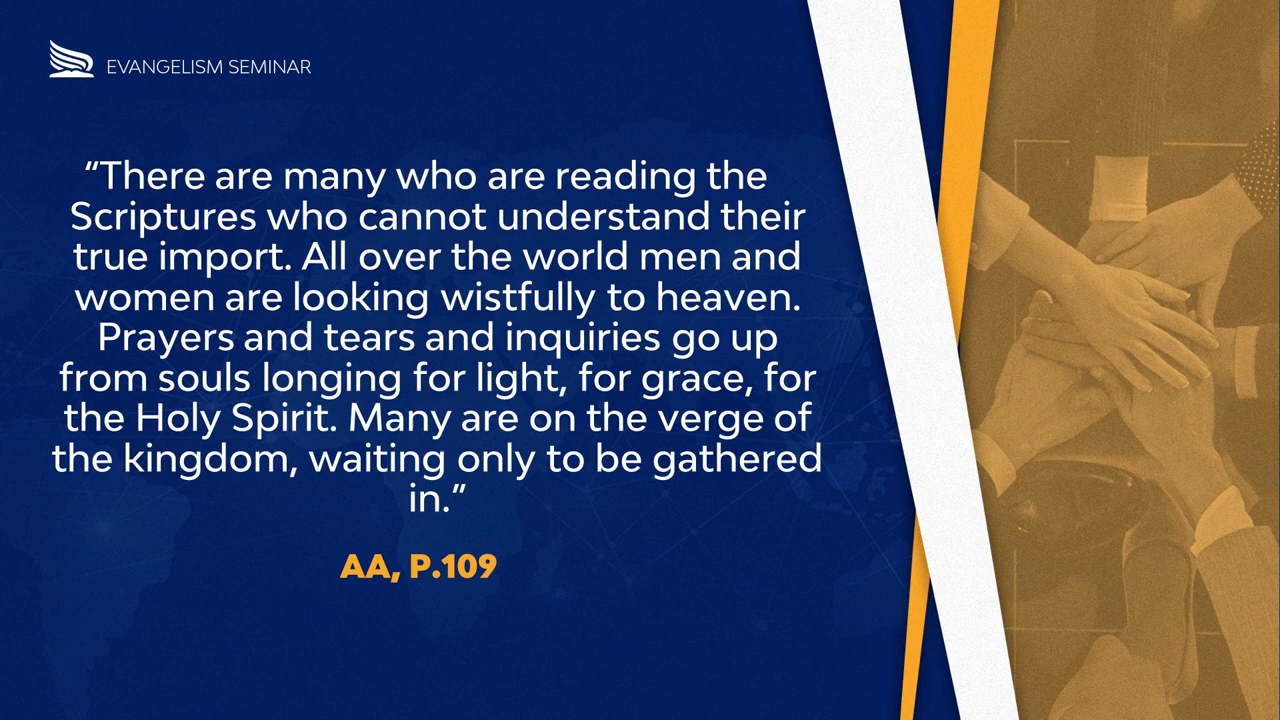 EVANGELISM SEMINAR
“There are many who are reading the
Scriptures who cannot understand their
true import. All over the world men and
women are looking wistfully to heaven.
Prayers and tears and inquiries go up
from souls longing for light, for grace, for
the Holy Spirit. Many are on the verge of
the kingdom, waiting only to be gathered
in.”
AA, P.109